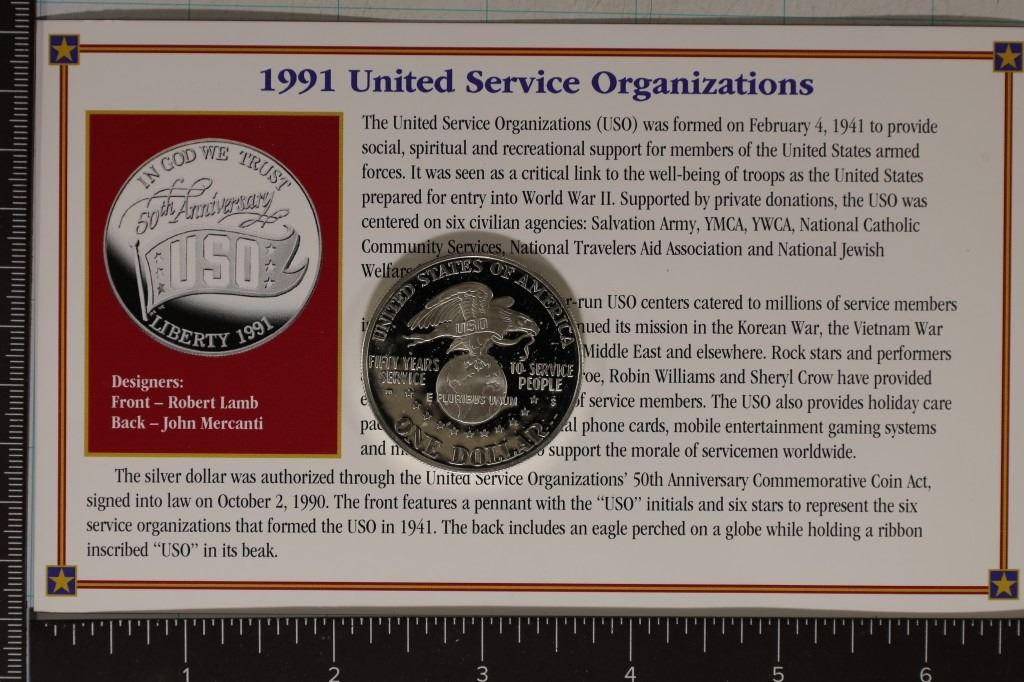 1991 United Service Organizations
IN GOD WE TRUST
50th Anniversary
USO
LIBERTY 1991
Designers:
Front – Robert Lamb
Back – John Mercanti
The United Service Organizations (USO) was formed on February 4, 1941 to provide
social, spiritual and recreational support for members of the United States armed
forces. It was seen as a critical link to the well-being of troops as the United States
prepared for entry into World War II. Supported by private donations, the USO was
centered on six civilian agencies: Salvation Army, YMCA, YWCA, National Catholic
Community Services, National Travelers Aid Association and National Jewish
Welfare
r-run USO centers catered to millions of service members
nued its mission in the Korean War, the Vietnam War
Middle East and elsewhere. Rock stars and performers
roe, Robin Williams and Sheryl Crow have provided
of service members. The USO also provides holiday care
phone cards, mobile entertainment gaming systems
and support the morale of servicemen worldwide.
UNITED STATES OF AMERICA
USO
FIFTY YEARS TO SERVICE
SERVICE PEOPLE
E PLURIBUS UNUM S
ONE DOLLAR
The silver dollar was authorized through the United Service Organizations' 50th Anniversary Commemorative Coin Act,
signed into law on October 2, 1990. The front features a pennant with the “USO” initials and six stars to represent the six
service organizations that formed the USO in 1941. The back includes an eagle perched on a globe while holding a ribbon
inscribed “USO” in its beak.
1 2 3 4 5 6